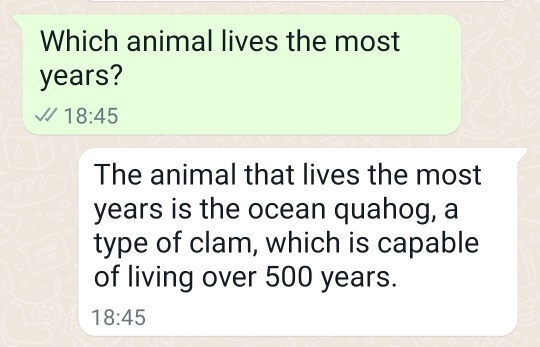 Which animal lives the most
years?
18:45
The animal that lives the most
years is the ocean quahog, a
type of clam, which is capable
of living over 500 years.
18:45